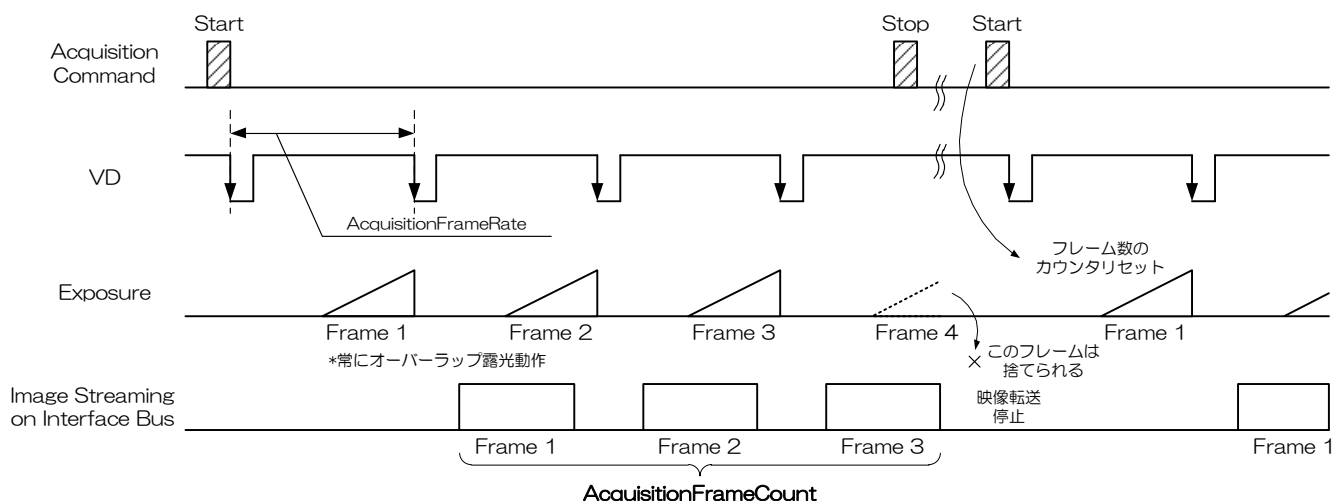 Start
Stop
Start
Acquisition
Command
VD
AcquisitionFrameRate
フレーム数の
カウンタリセット
Exposure
Frame 1
Frame 2
Frame 3
Frame 4
Frame 1
*常にオーバーラップ露光動作
× このフレームは
捨てられる
Image Streaming
on Interface Bus
映像転送
停止
Frame 1
Frame 2
Frame 3
Frame 1
AcquisitionFrameCount